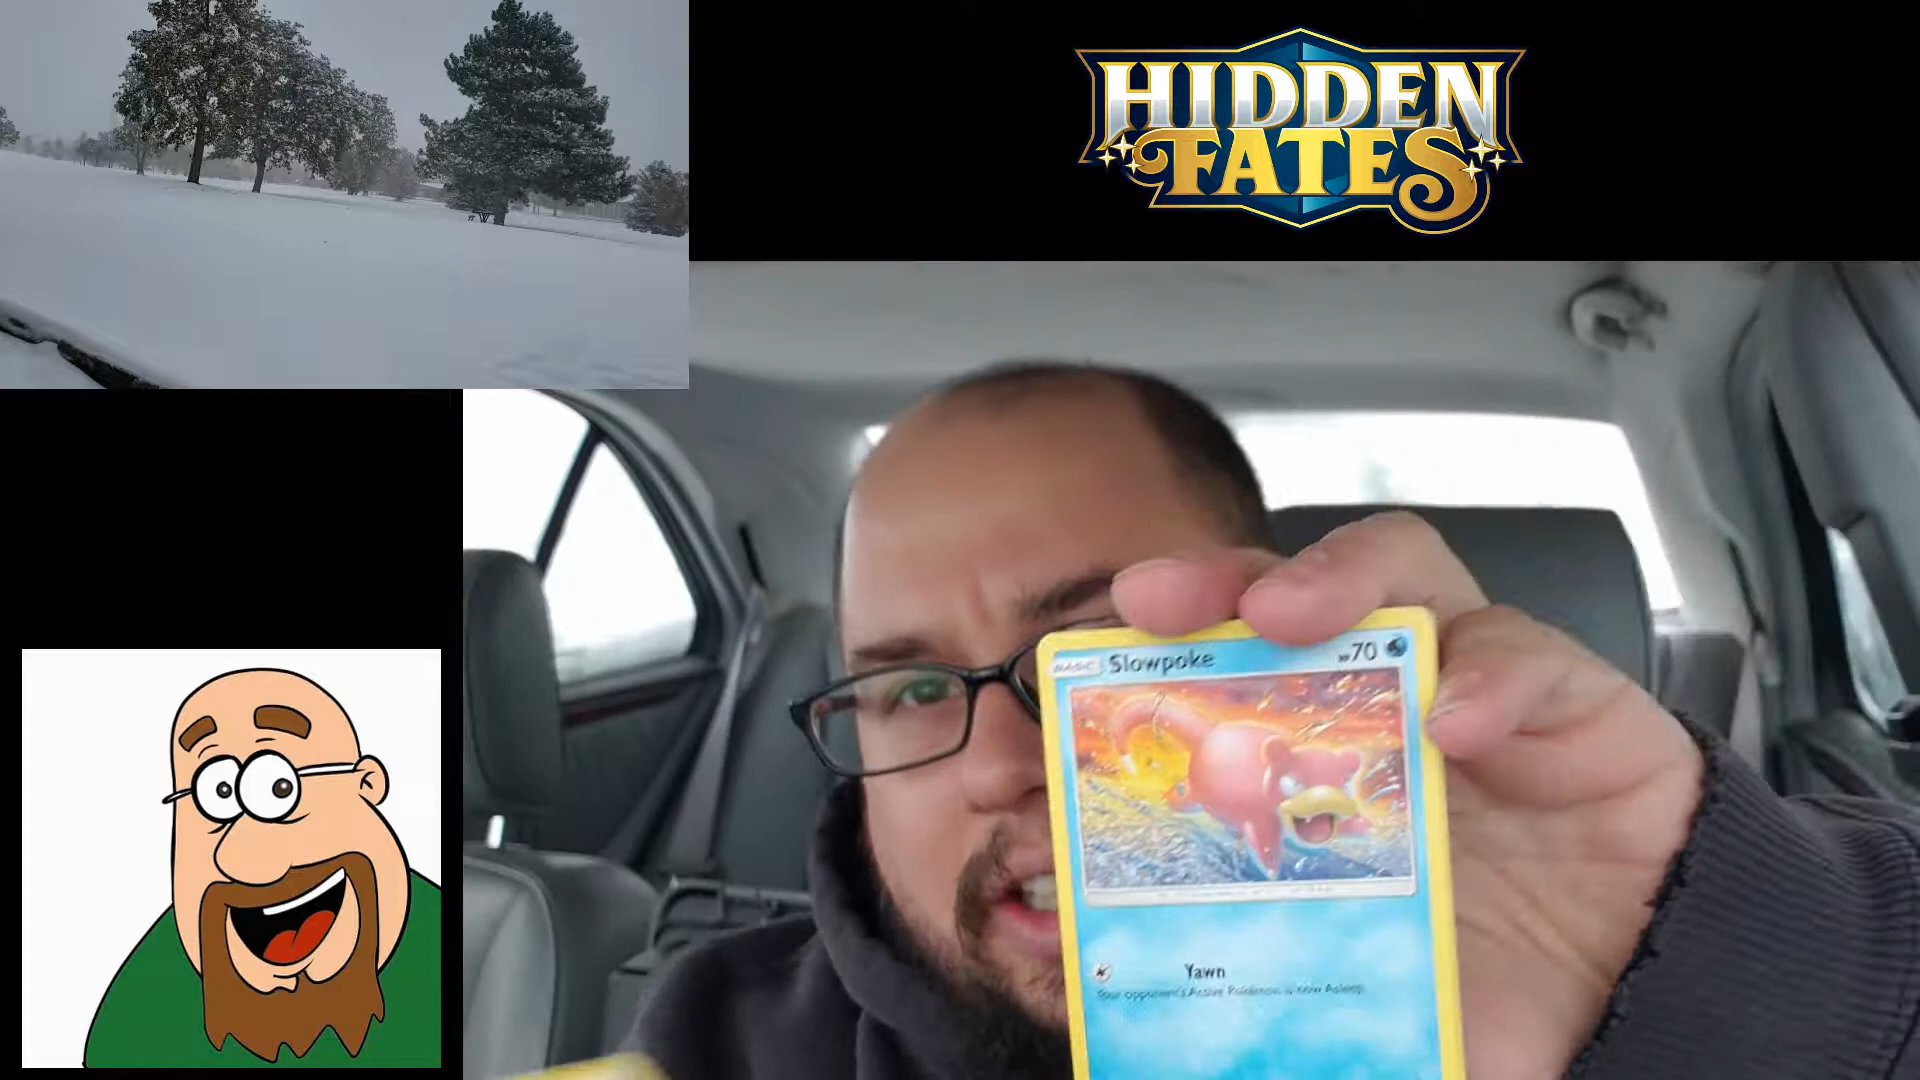 HIDDEN
FATES
BASIC Slowpoke HP70
Yawn
Your opponent's Active Pokémon is now Asleep.